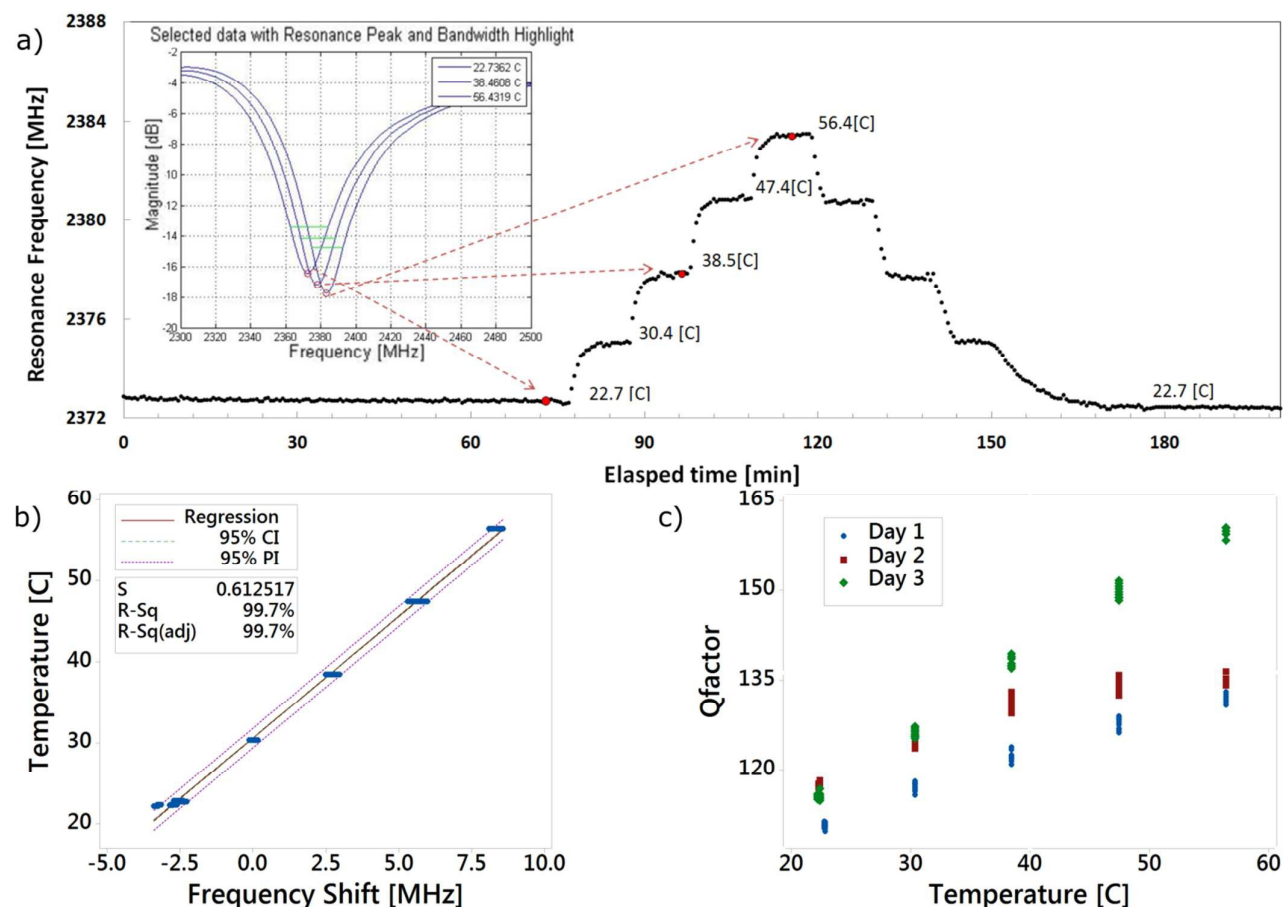 a)
2388
2384
2380
2376
2372
Resonance Frequency [MHz]
Selected data with Resonance Peak and Bandwidth Highlight
-2
-4
-6
-8
-10
-12
-14
-16
-18
-20
Magnitude [dB]
22.7362 C
38.4608 C
56.4319 C
2300 2320 2340 2360 2380 2400 2420 2440 2460 2480 2500
Frequency [MHz]
56.4[C]
47.4[C]
38.5[C]
30.4 [C]
22.7 [C]
22.7 [C]
0 30 60 90 120 150 180
Elasped time [min]
b)
60
50
40
30
20
Temperature [C]
Regression
95% CI
95% PI
S 0.612517
R-Sq 99.7%
R-Sq(adj) 99.7%
-5.0 -2.5 0.0 2.5 5.0 7.5 10.0
Frequency Shift [MHz]
c)
165
150
135
120
Qfactor
Day 1
Day 2
Day 3
20 30 40 50 60
Temperature [C]